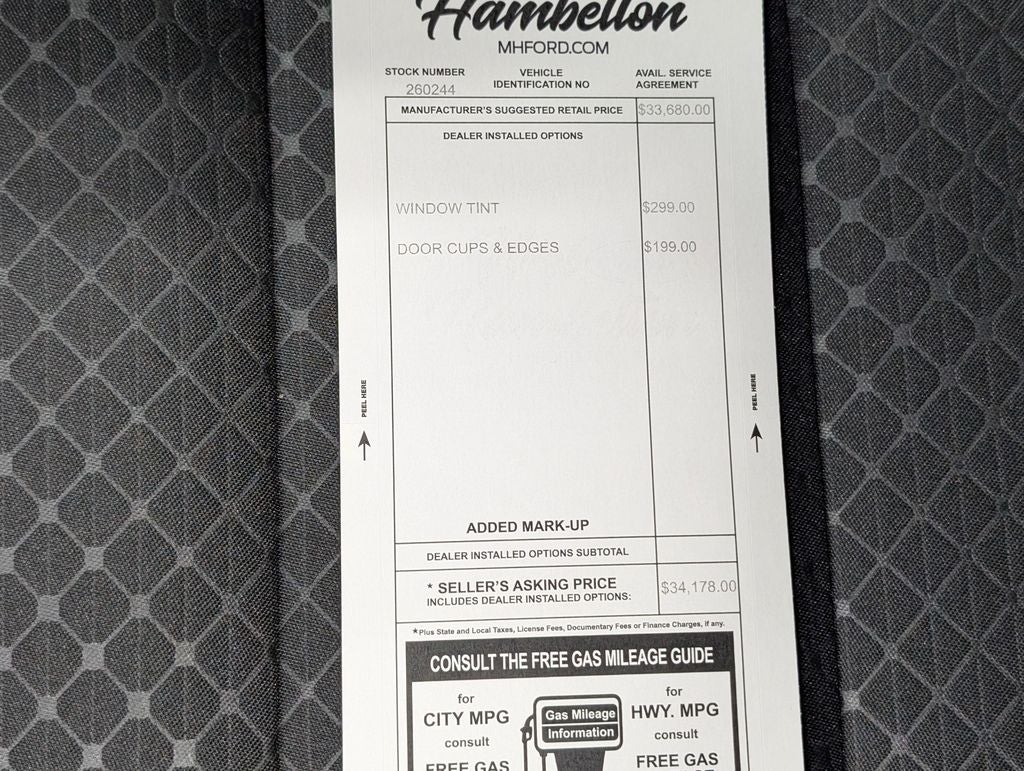 Hambellon
MHFORD.COM
STOCK NUMBER VEHICLE IDENTIFICATION NO AVAIL. SERVICE AGREEMENT
260244
MANUFACTURER'S SUGGESTED RETAIL PRICE $33,680.00
DEALER INSTALLED OPTIONS
WINDOW TINT $299.00
DOOR CUPS & EDGES $199.00
PEEL HERE
PEEL HERE
ADDED MARK-UP
DEALER INSTALLED OPTIONS SUBTOTAL
* SELLER'S ASKING PRICE $34,178.00
INCLUDES DEALER INSTALLED OPTIONS:
*Plus State and Local Taxes, License Fees, Documentary Fees or Finance Charges, if any.
CONSULT THE FREE GAS MILEAGE GUIDE
for
CITY MPG
consult
FREE GAS
Gas Mileage
Information
for
HWY. MPG
consult
FREE GAS